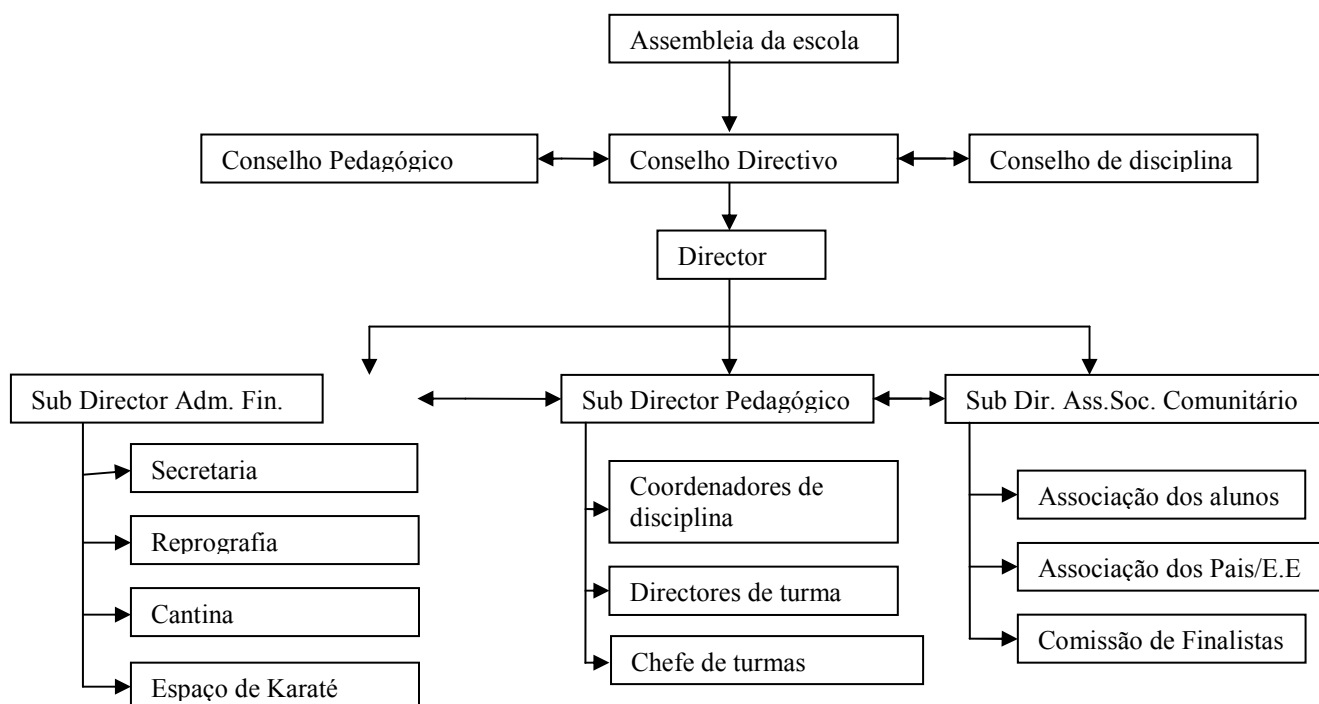 Assembleia da escola
Conselho Pedagógico
Conselho Directivo
Conselho de disciplina
Director
Sub Director Adm. Fin.
Sub Director Pedagógico
Sub Dir. Ass.Soc. Comunitário
Secretaria
Reprografia
Cantina
Espaço de Karaté
Coordenadores de
disciplina
Directores de turma
Chefe de turmas
Associação dos alunos
Associação dos Pais/E.E
Comissão de Finalistas